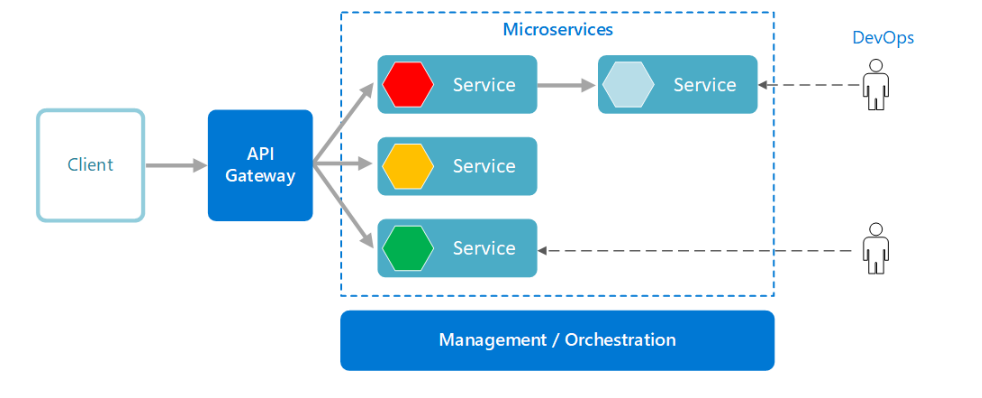 Microservices
DevOps
Service
Service
Client
API
Gateway
Service
Service
Management / Orchestration